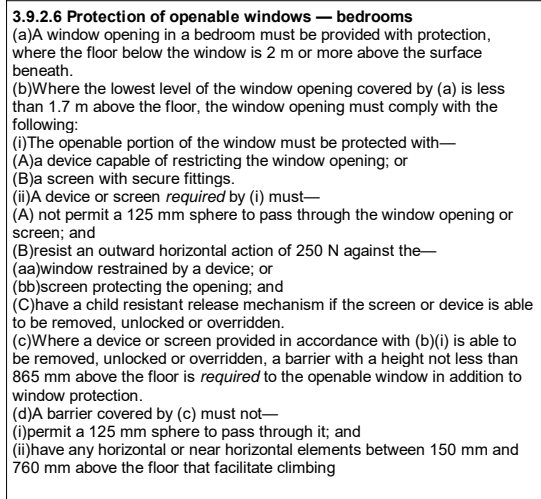 3.9.2.6 Protection of openable windows — bedrooms
(a)A window opening in a bedroom must be provided with protection,
where the floor below the window is 2 m or more above the surface
beneath.
(b)Where the lowest level of the window opening covered by (a) is less
than 1.7 m above the floor, the window opening must comply with the
following:
(i)The openable portion of the window must be protected with—
(A)a device capable of restricting the window opening; or
(B)a screen with secure fittings.
(ii)A device or screen required by (i) must—
(A) not permit a 125 mm sphere to pass through the window opening or
screen; and
(B)resist an outward horizontal action of 250 N against the—
(aa)window restrained by a device; or
(bb)screen protecting the opening; and
(C)have a child resistant release mechanism if the screen or device is able
to be removed, unlocked or overridden.
(c)Where a device or screen provided in accordance with (b)(i) is able to
be removed, unlocked or overridden, a barrier with a height not less than
865 mm above the floor is required to the openable window in addition to
window protection.
(d)A barrier covered by (c) must not—
(i)permit a 125 mm sphere to pass through it; and
(ii)have any horizontal or near horizontal elements between 150 mm and
760 mm above the floor that facilitate climbing